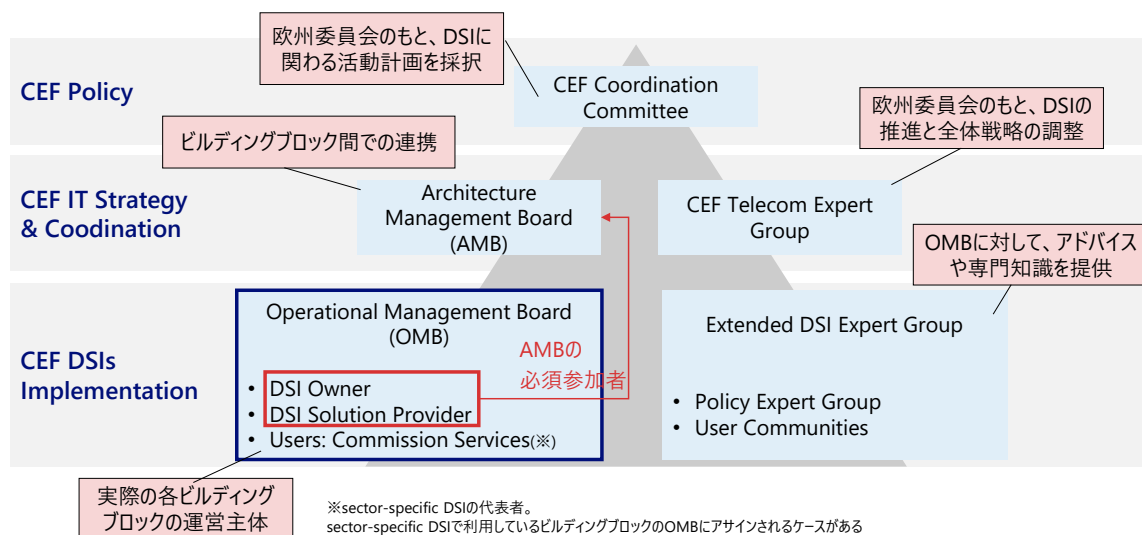 欧州委員会のもと、DSIに
関わる活動計画を採択
CEF Policy
CEF Coordination
Committee
欧州委員会のもと、DSIの
推進と全体戦略の調整
ビルディングブロック間での連携
CEF IT Strategy
& Coodination
Architecture
Management Board
(AMB)
CEF Telecom Expert
Group
OMBに対して、アドバイス
や専門知識を提供
CEF DSIs
Implementation
Operational Management Board
(OMB)
• DSI Owner
• DSI Solution Provider
• Users: Commission Services(※)
AMBの
必須参加者
Extended DSI Expert Group
• Policy Expert Group
• User Communities
実際の各ビルディング
ブロックの運営主体
※sector-specific DSIの代表者。
sector-specific DSIで利用しているビルディングブロックのOMBにアサインされるケースがある